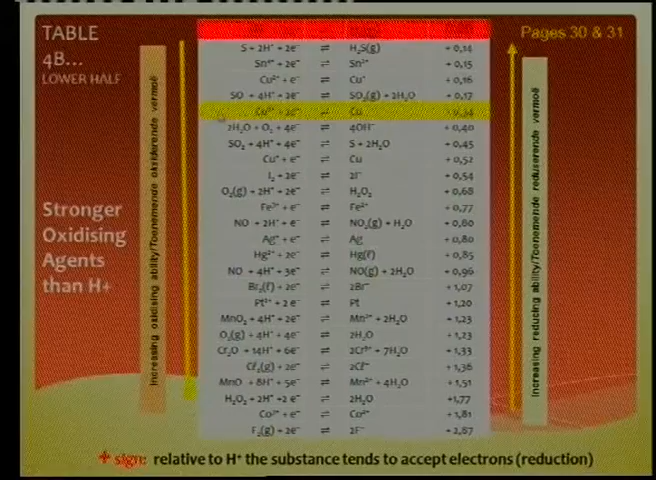 TABLE
4B...
LOWER HALF
Pages 30 & 31
Stronger
Oxidising
Agents
than H+
Increasing oxidising ability/Toenemende oksiderende vermoë
S + 2H⁺ + 2e⁻ ⇌ H₂S(g) + 0,14
Sn⁴⁺ + 2e⁻ ⇌ Sn²⁺ + 0,15
Cu²⁺ + e⁻ ⇌ Cu⁺ + 0,16
SO + 4H⁺ + 2e⁻ ⇌ SO₂(g) + 2H₂O + 0,17
Cu²⁺ + 2e⁻ ⇌ Cu + 0,34
2H₂O + O₂ + 4e⁻ ⇌ 4OH⁻ + 0,40
SO₂ + 4H⁺ + 4e⁻ ⇌ S + 2H₂O + 0,45
Cu⁺ + e⁻ ⇌ Cu + 0,52
I₂ + 2e⁻ ⇌ 2I⁻ + 0,54
O₂(g) + 2H⁺ + 2e⁻ ⇌ H₂O₂ + 0,68
Fe³⁺ + e⁻ ⇌ Fe²⁺ + 0,77
NO + 2H⁺ + e⁻ ⇌ NO₂(g) + H₂O + 0,80
Ag⁺ + e⁻ ⇌ Ag + 0,80
Hg²⁺ + 2e⁻ ⇌ Hg(ℓ) + 0,85
NO + 4H⁺ + 3e⁻ ⇌ NO(g) + 2H₂O + 0,96
Br₂(ℓ) + 2e⁻ ⇌ 2Br⁻ + 1,07
Pt²⁺ + 2 e⁻ ⇌ Pt + 1,20
MnO₂ + 4H⁺ + 2e⁻ ⇌ Mn²⁺ + 2H₂O + 1,23
O₂(g) + 4H⁺ + 4e⁻ ⇌ 2H₂O + 1,23
Cr₂O + 14H⁺ + 6e⁻ ⇌ 2Cr³⁺ + 7H₂O + 1,33
Cℓ₂(g) + 2e⁻ ⇌ 2Cℓ⁻ + 1,36
MnO + 8H⁺ + 5e⁻ ⇌ Mn²⁺ + 4H₂O + 1,51
H₂O₂ + 2H⁺ +2 e⁻ ⇌ 2H₂O +1,77
Co³⁺ + e⁻ ⇌ Co²⁺ + 1,81
F₂(g) + 2e⁻ ⇌ 2F⁻ + 2,87
Increasing reducing ability/Toenemende reduserende vermoë
+ sign: relative to H⁺ the substance tends to accept electrons (reduction)